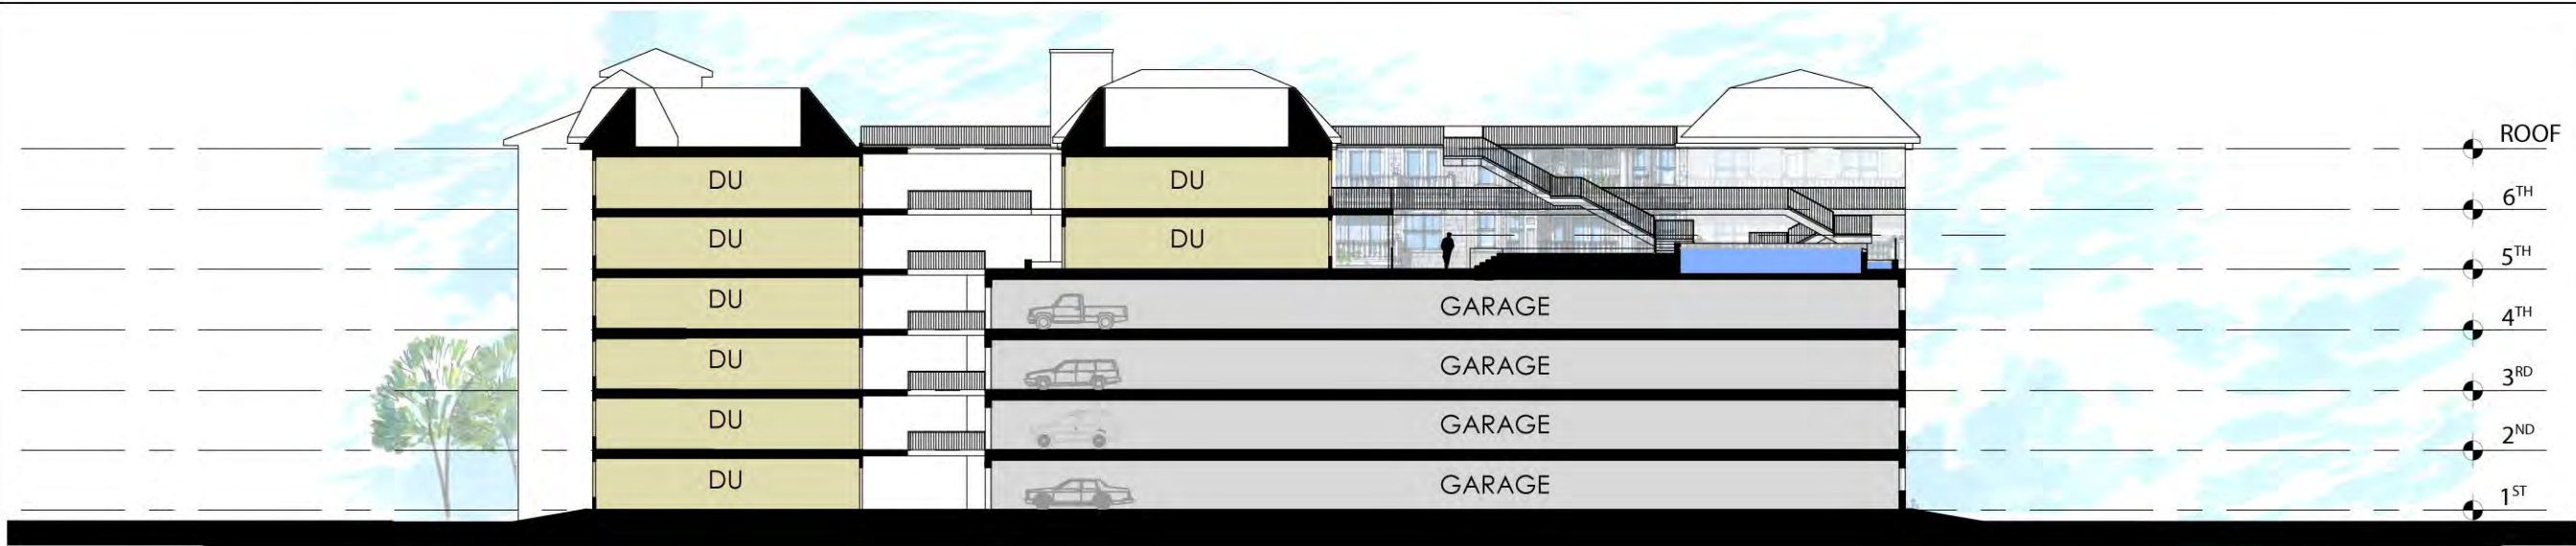 ROOF
DU DU 6TH
DU DU 5TH
DU GARAGE 4TH
DU GARAGE 3RD
DU GARAGE 2ND
DU GARAGE 1ST